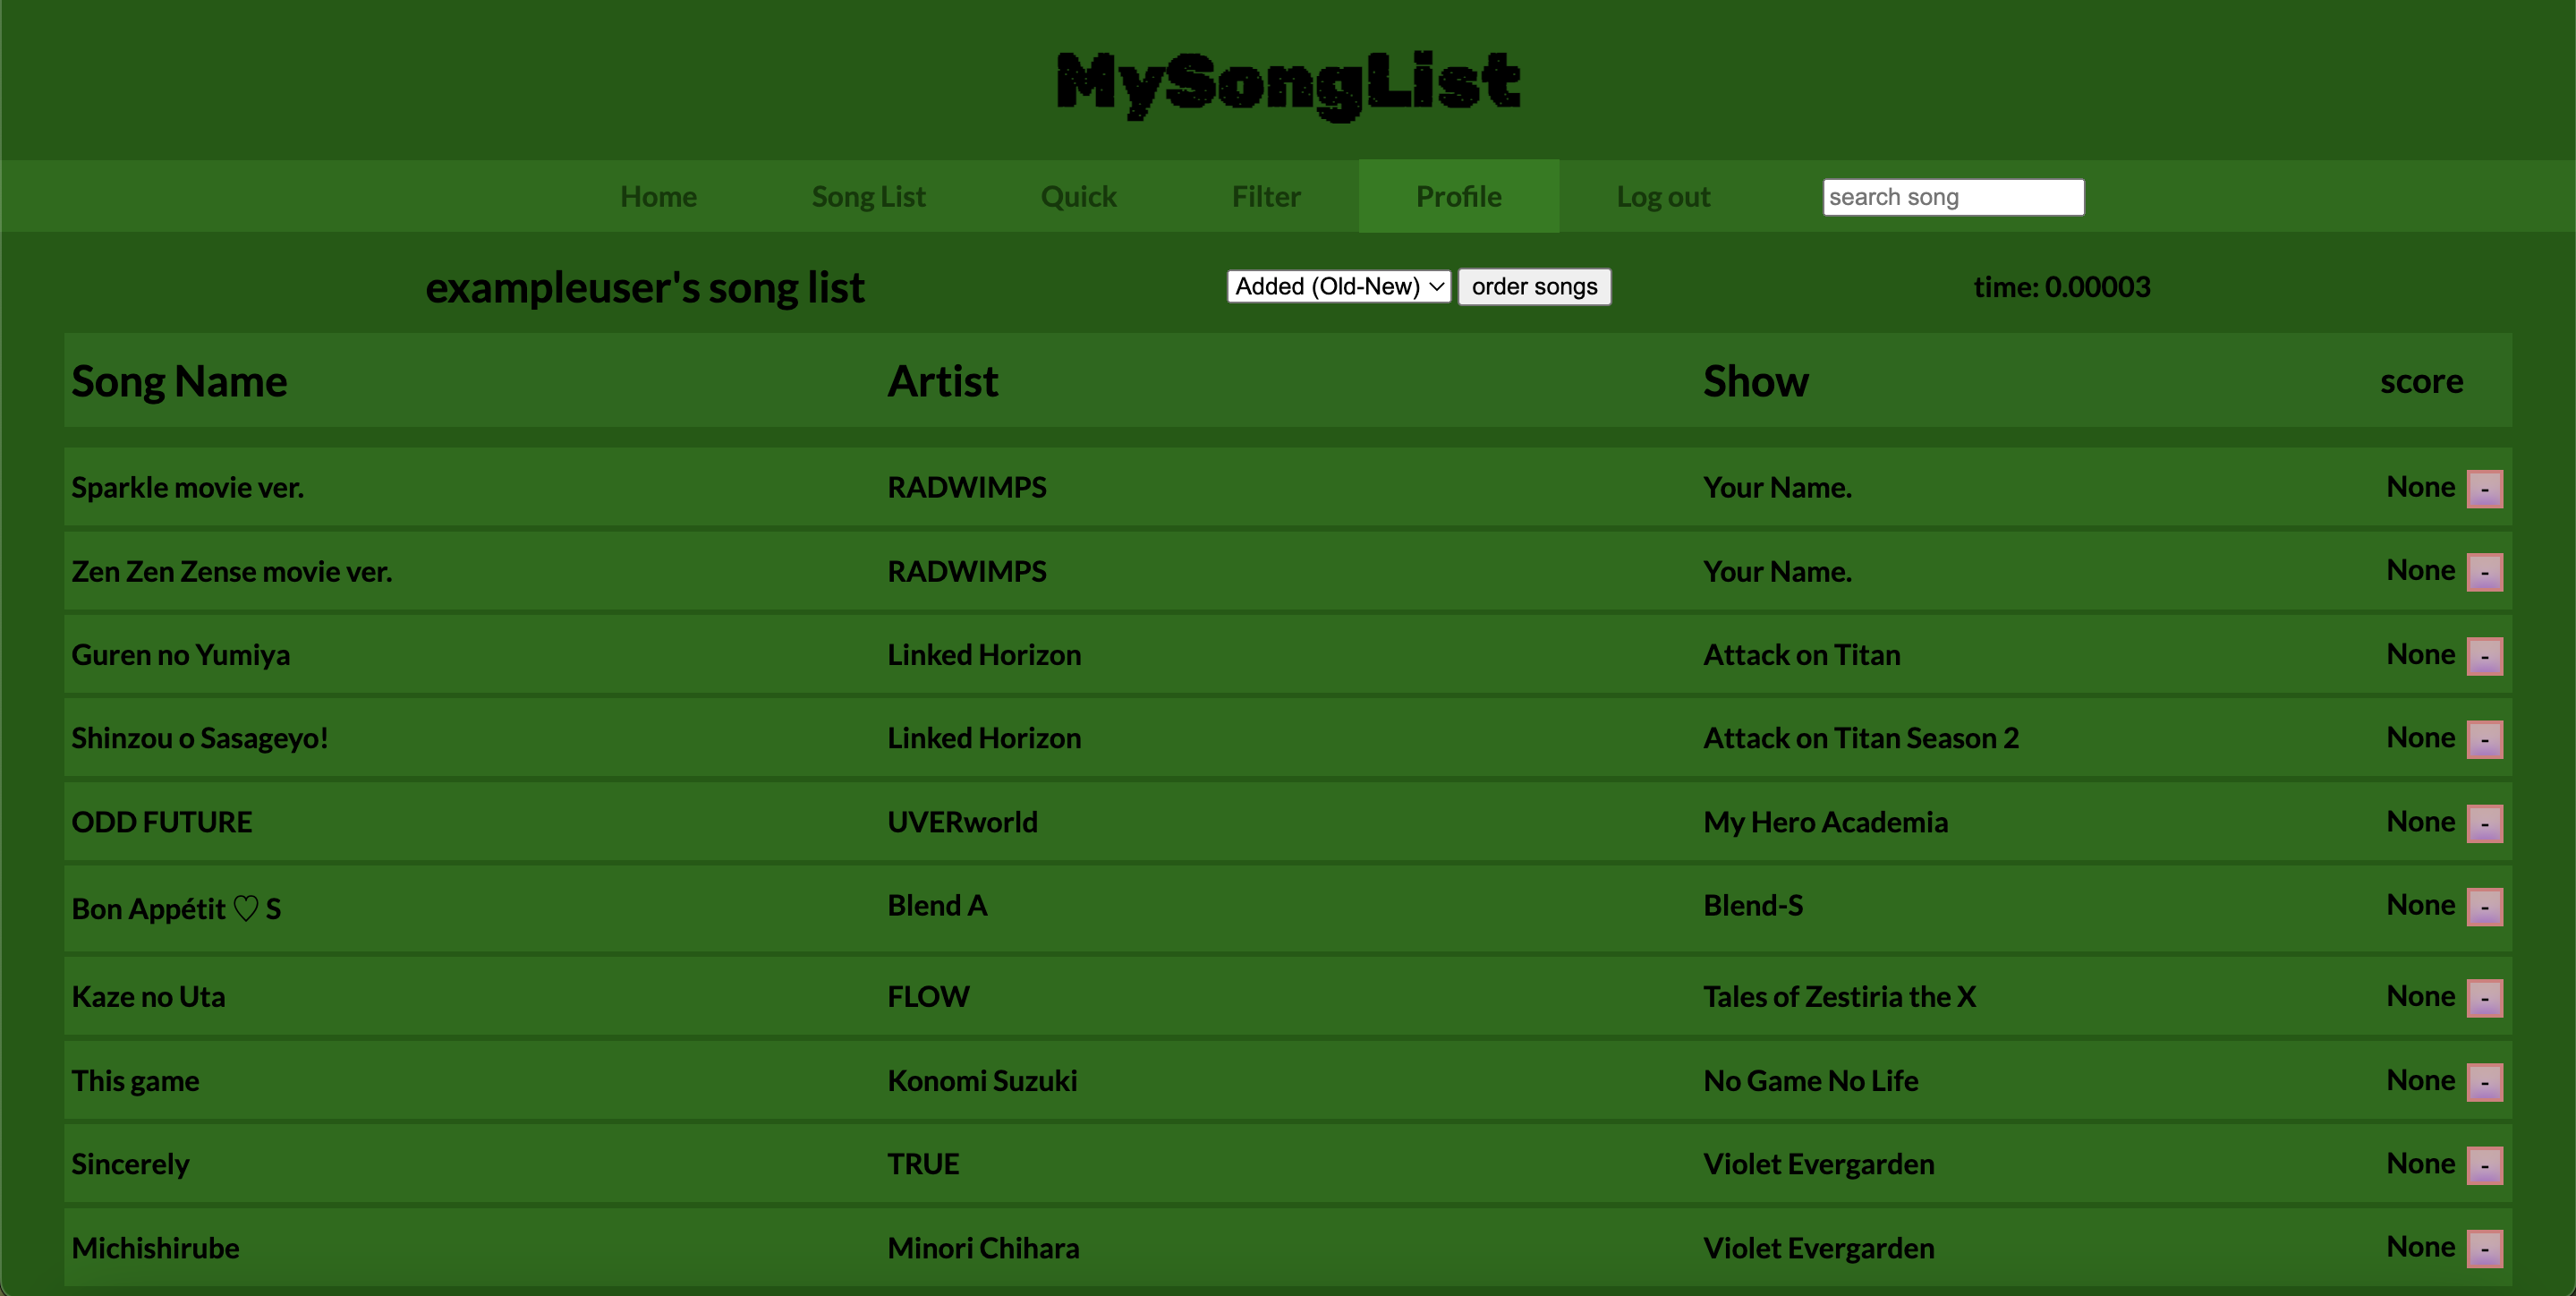 MySongList
Home Song List Quick Filter Profile Log out search song
exampleuser's song list Added (Old-New) order songs time: 0.00003
Song Name Artist Show score
Sparkle movie ver. RADWIMPS Your Name. None -
Zen Zen Zense movie ver. RADWIMPS Your Name. None -
Guren no Yumiya Linked Horizon Attack on Titan None -
Shinzou o Sasageyo! Linked Horizon Attack on Titan Season 2 None -
ODD FUTURE UVERworld My Hero Academia None -
Bon Appétit ♡ S Blend A Blend-S None -
Kaze no Uta FLOW Tales of Zestiria the X None -
This game Konomi Suzuki No Game No Life None -
Sincerely TRUE Violet Evergarden None -
Michishirube Minori Chihara Violet Evergarden None -